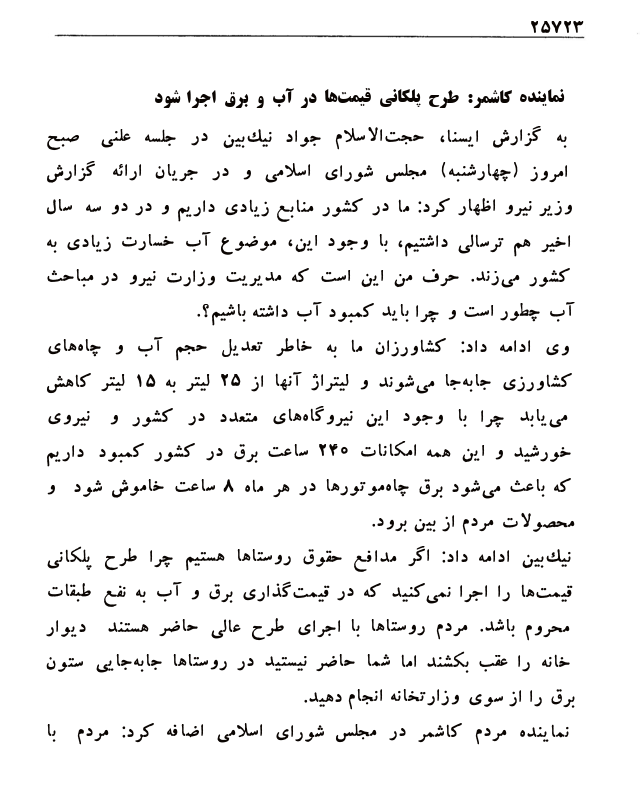 ۲۵۷۲۳
نماینده کاشمر: طرح پلکانی قیمت‌ها در آب و برق اجرا شود
به گزارش ایسنا، حجت‌الاسلام جواد نیك‌بین در جلسه علنی صبح
امروز (چهارشنبه) مجلس شورای اسلامی و در جریان ارائه گزارش
وزیر نیرو اظهار کرد: ما در کشور منابع زیادی داریم و در دو سه سال
اخیر هم ترسالی داشتیم، با وجود این، موضوع آب خسارت زیادی به
کشور می‌زند. حرف من این است که مدیریت وزارت نیرو در مباحث
آب چطور است و چرا باید کمبود آب داشته باشیم؟.
وی ادامه داد: کشاورزان ما به خاطر تعدیل حجم آب و چاه‌های
کشاورزی جابه‌جا می‌شوند و لیتراژ آنها از ۲۵ لیتر به ۱۵ لیتر کاهش
می‌یابد چرا با وجود این نیروگاه‌های متعدد در کشور و نیروی
خورشید و این همه امکانات ۲۴۰ ساعت برق در کشور کمبود داریم
که باعث می‌شود برق چاه‌موتورها در هر ماه ۸ ساعت خاموش شود و
محصولات مردم از بین برود.
نیك‌بین ادامه داد: اگر مدافع حقوق روستاها هستیم چرا طرح پلکانی
قیمت‌ها را اجرا نمی‌کنید که در قیمت‌گذاری برق و آب به نفع طبقات
محروم باشد. مردم روستاها با اجرای طرح عالی حاضر هستند دیوار
خانه را عقب بکشند اما شما حاضر نیستید در روستاها جابه‌جایی ستون
برق را از سوی وزارتخانه انجام دهید.
نماینده مردم کاشمر در مجلس شورای اسلامی اضافه کرد: مردم با